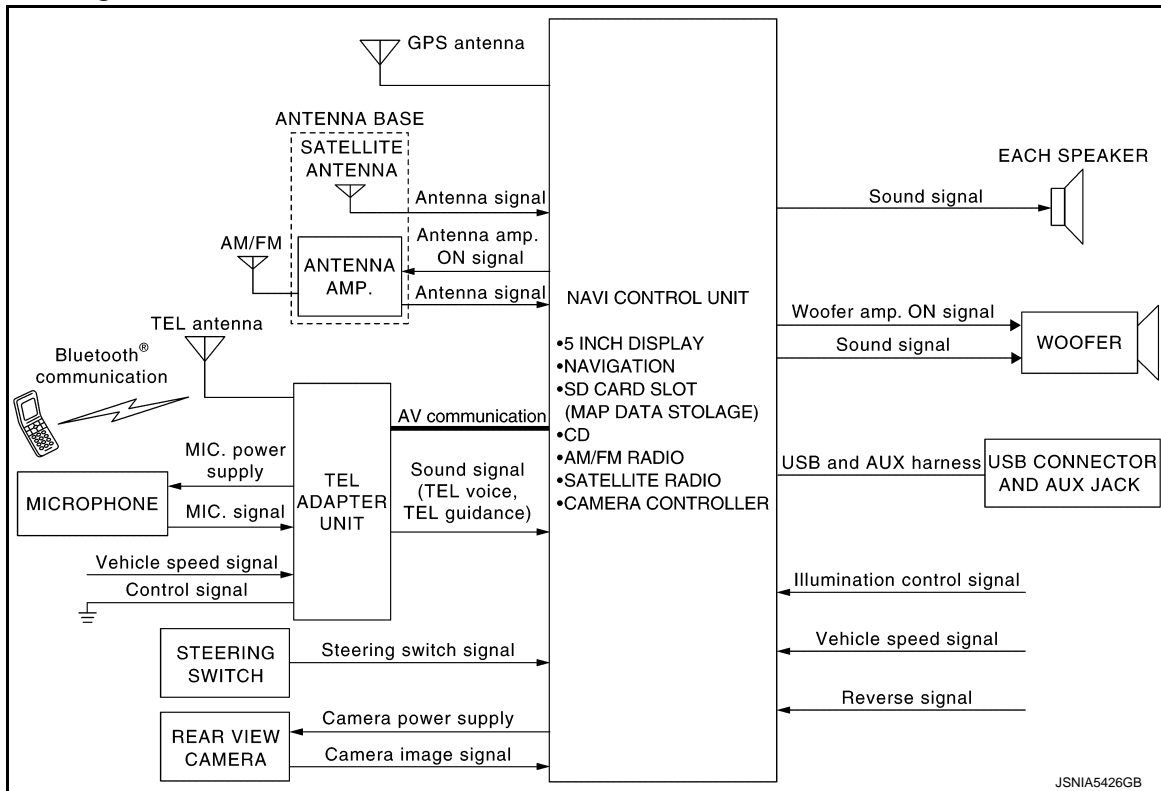 GPS antenna
ANTENNA BASE
SATELLITE
ANTENNA
Antenna signal
AM/FM
ANTENNA
AMP.
Antenna amp.
ON signal
Antenna signal
TEL antenna
Bluetooth®
communication
AV communication
MIC. power
supply
MICROPHONE
MIC. signal
TEL
ADAPTER
UNIT
Sound signal
(TEL voice,
TEL guidance)
Vehicle speed signal
Control signal
STEERING
SWITCH
Steering switch signal
REAR VIEW
CAMERA
Camera power supply
Camera image signal
NAVI CONTROL UNIT
•5 INCH DISPLAY
•NAVIGATION
•SD CARD SLOT
(MAP DATA STOLAGE)
•CD
•AM/FM RADIO
•SATELLITE RADIO
•CAMERA CONTROLLER
EACH SPEAKER
Sound signal
Woofer amp. ON signal
Sound signal
WOOFER
USB and AUX harness
USB CONNECTOR
AND AUX JACK
Illumination control signal
Vehicle speed signal
Reverse signal
JSNIA5426GB